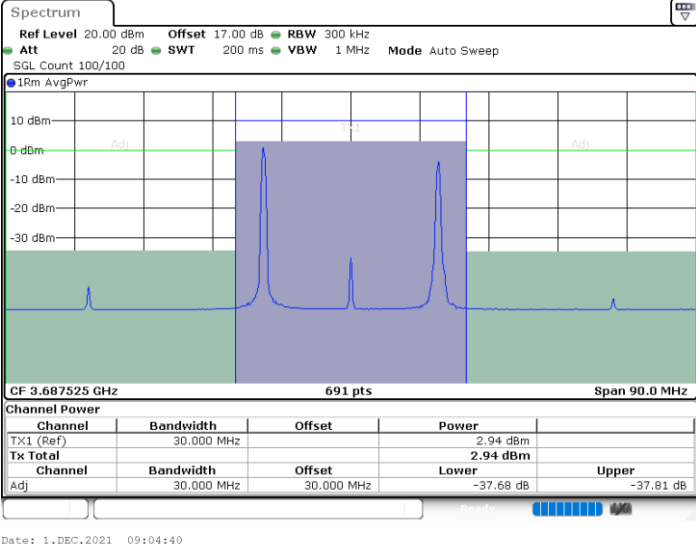 Spectrum
Ref Level 20.00 dBm Offset 17.00 dB RBW 300 kHz
Att 20 dB SWT 200 ms VBW 1 MHz Mode Auto Sweep
SGL Count 100/100
1Rm AvgPwr
10 dBm
TX1
Adj 0 dBm Adj
-10 dBm
-20 dBm
-30 dBm
CF 3.687525 GHz 691 pts Span 90.0 MHz
Channel Power
Channel Bandwidth Offset Power
TX1 (Ref) 30.000 MHz 2.94 dBm
Tx Total 2.94 dBm
Channel Bandwidth Offset Lower Upper
Adj 30.000 MHz 30.000 MHz -37.68 dB -37.81 dB
Ready
Date: 1.DEC.2021 09:04:40